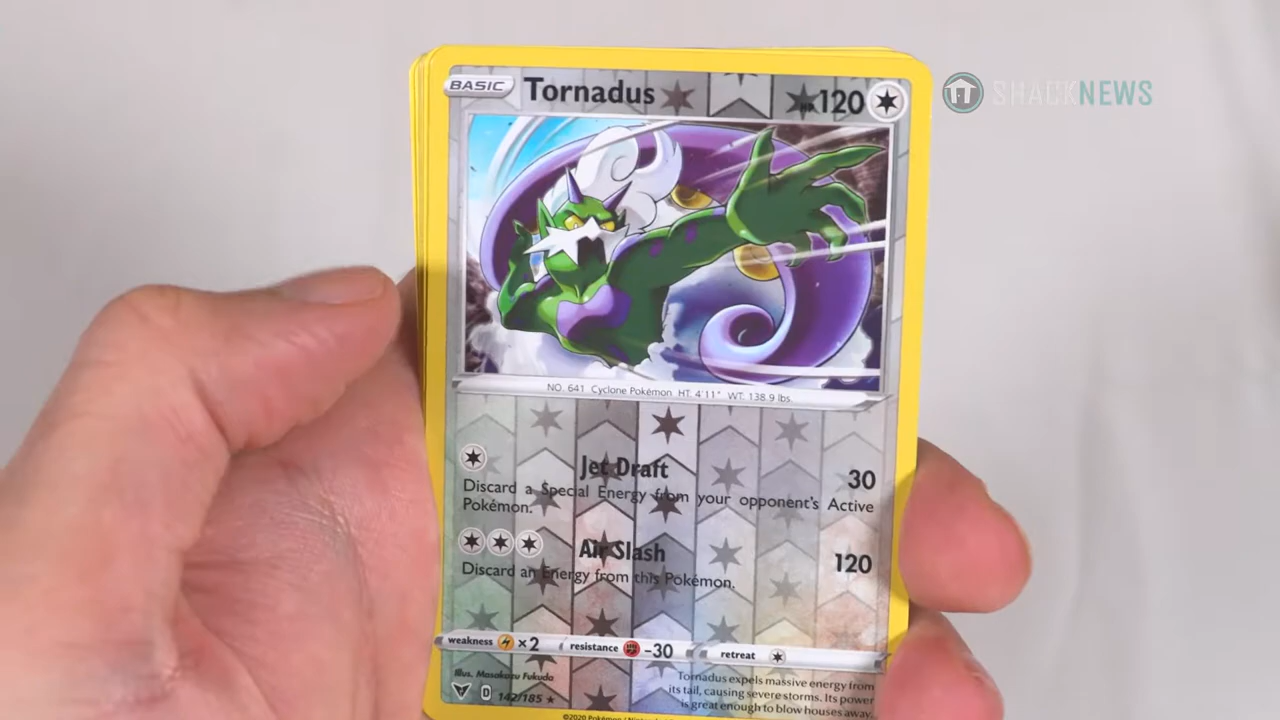 SHACKNEWS
BASIC Tornadus HP 120
NO. 641 Cyclone Pokémon HT. 4'11" WT. 138.9 lbs.
Jet Draft 30
Discard a Special Energy from your opponent's Active
Pokémon.
Air Slash 120
Discard an Energy from this Pokémon.
weakness ×2 resistance -30 retreat
Illus. Masakazu Fukuda
Tornadus expels massive energy from
its tail, causing severe storms. Its power
is great enough to blow houses away.
D 142/185
©2020 Pokémon